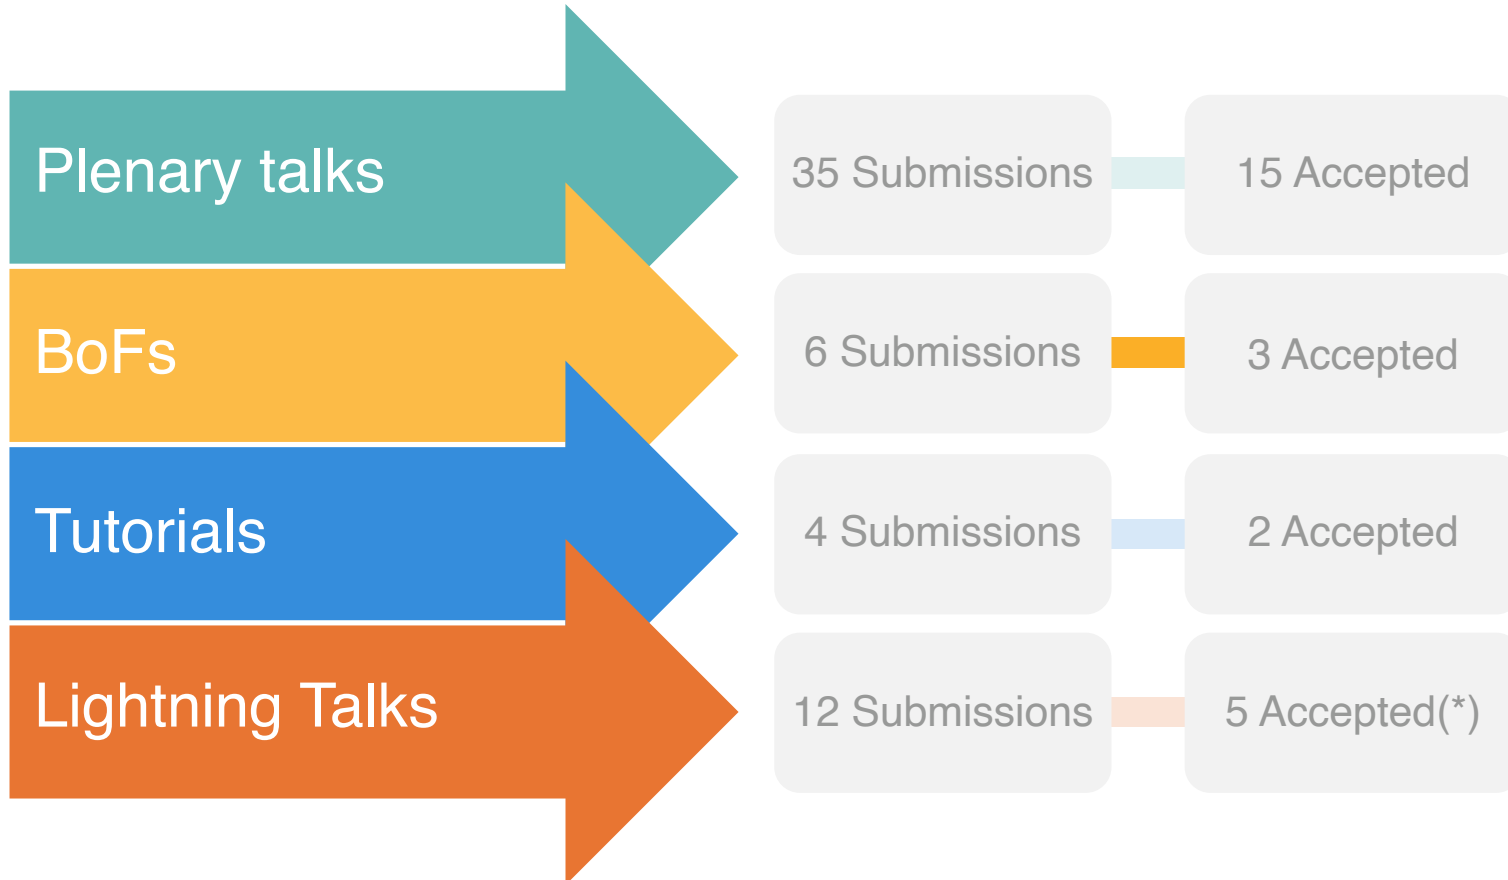 Plenary talks
35 Submissions
15 Accepted
BoFs
6 Submissions
3 Accepted
Tutorials
4 Submissions
2 Accepted
Lightning Talks
12 Submissions
5 Accepted(*)